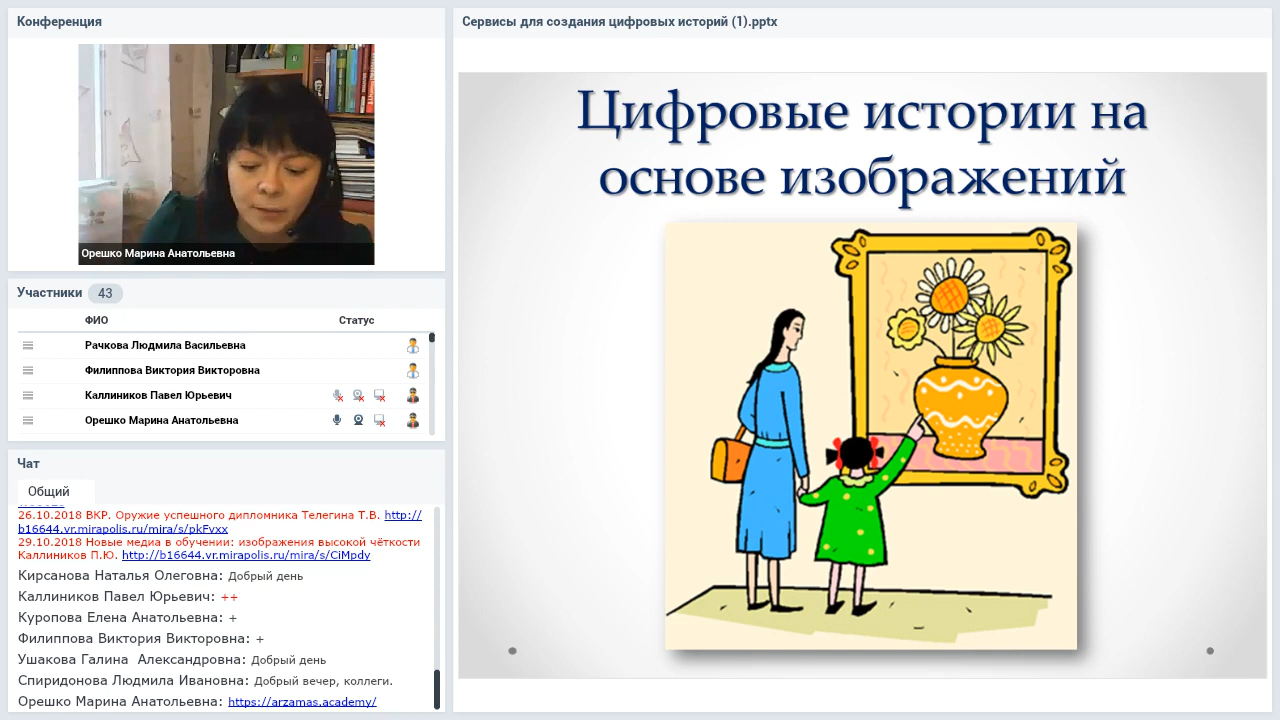 Конференция
Орешко Марина Анатольевна
Участники 43
ФИО Статус
Рачкова Людмила Васильевна
Филиппова Виктория Викторовна
Каллиников Павел Юрьевич
Орешко Марина Анатольевна
Чат
Общий
26.10.2018 ВКР. Оружие успешного дипломника Телегина Т.В. http://
b16644.vr.mirapolis.ru/mira/s/pkFvxx
29.10.2018 Новые медиа в обучении: изображения высокой чёткости
Каллиников П.Ю. http://b16644.vr.mirapolis.ru/mira/s/CiMpdy
Кирсанова Наталья Олеговна: Добрый день
Каллиников Павел Юрьевич: ++
Куропова Елена Анатольевна: +
Филиппова Виктория Викторовна: +
Ушакова Галина Александровна: Добрый день
Спиридонова Людмила Ивановна: Добрый вечер, коллеги.
Орешко Марина Анатольевна: https://arzamas.academy/
Сервисы для создания цифровых историй (1).pptx
Цифровые истории на
основе изображений